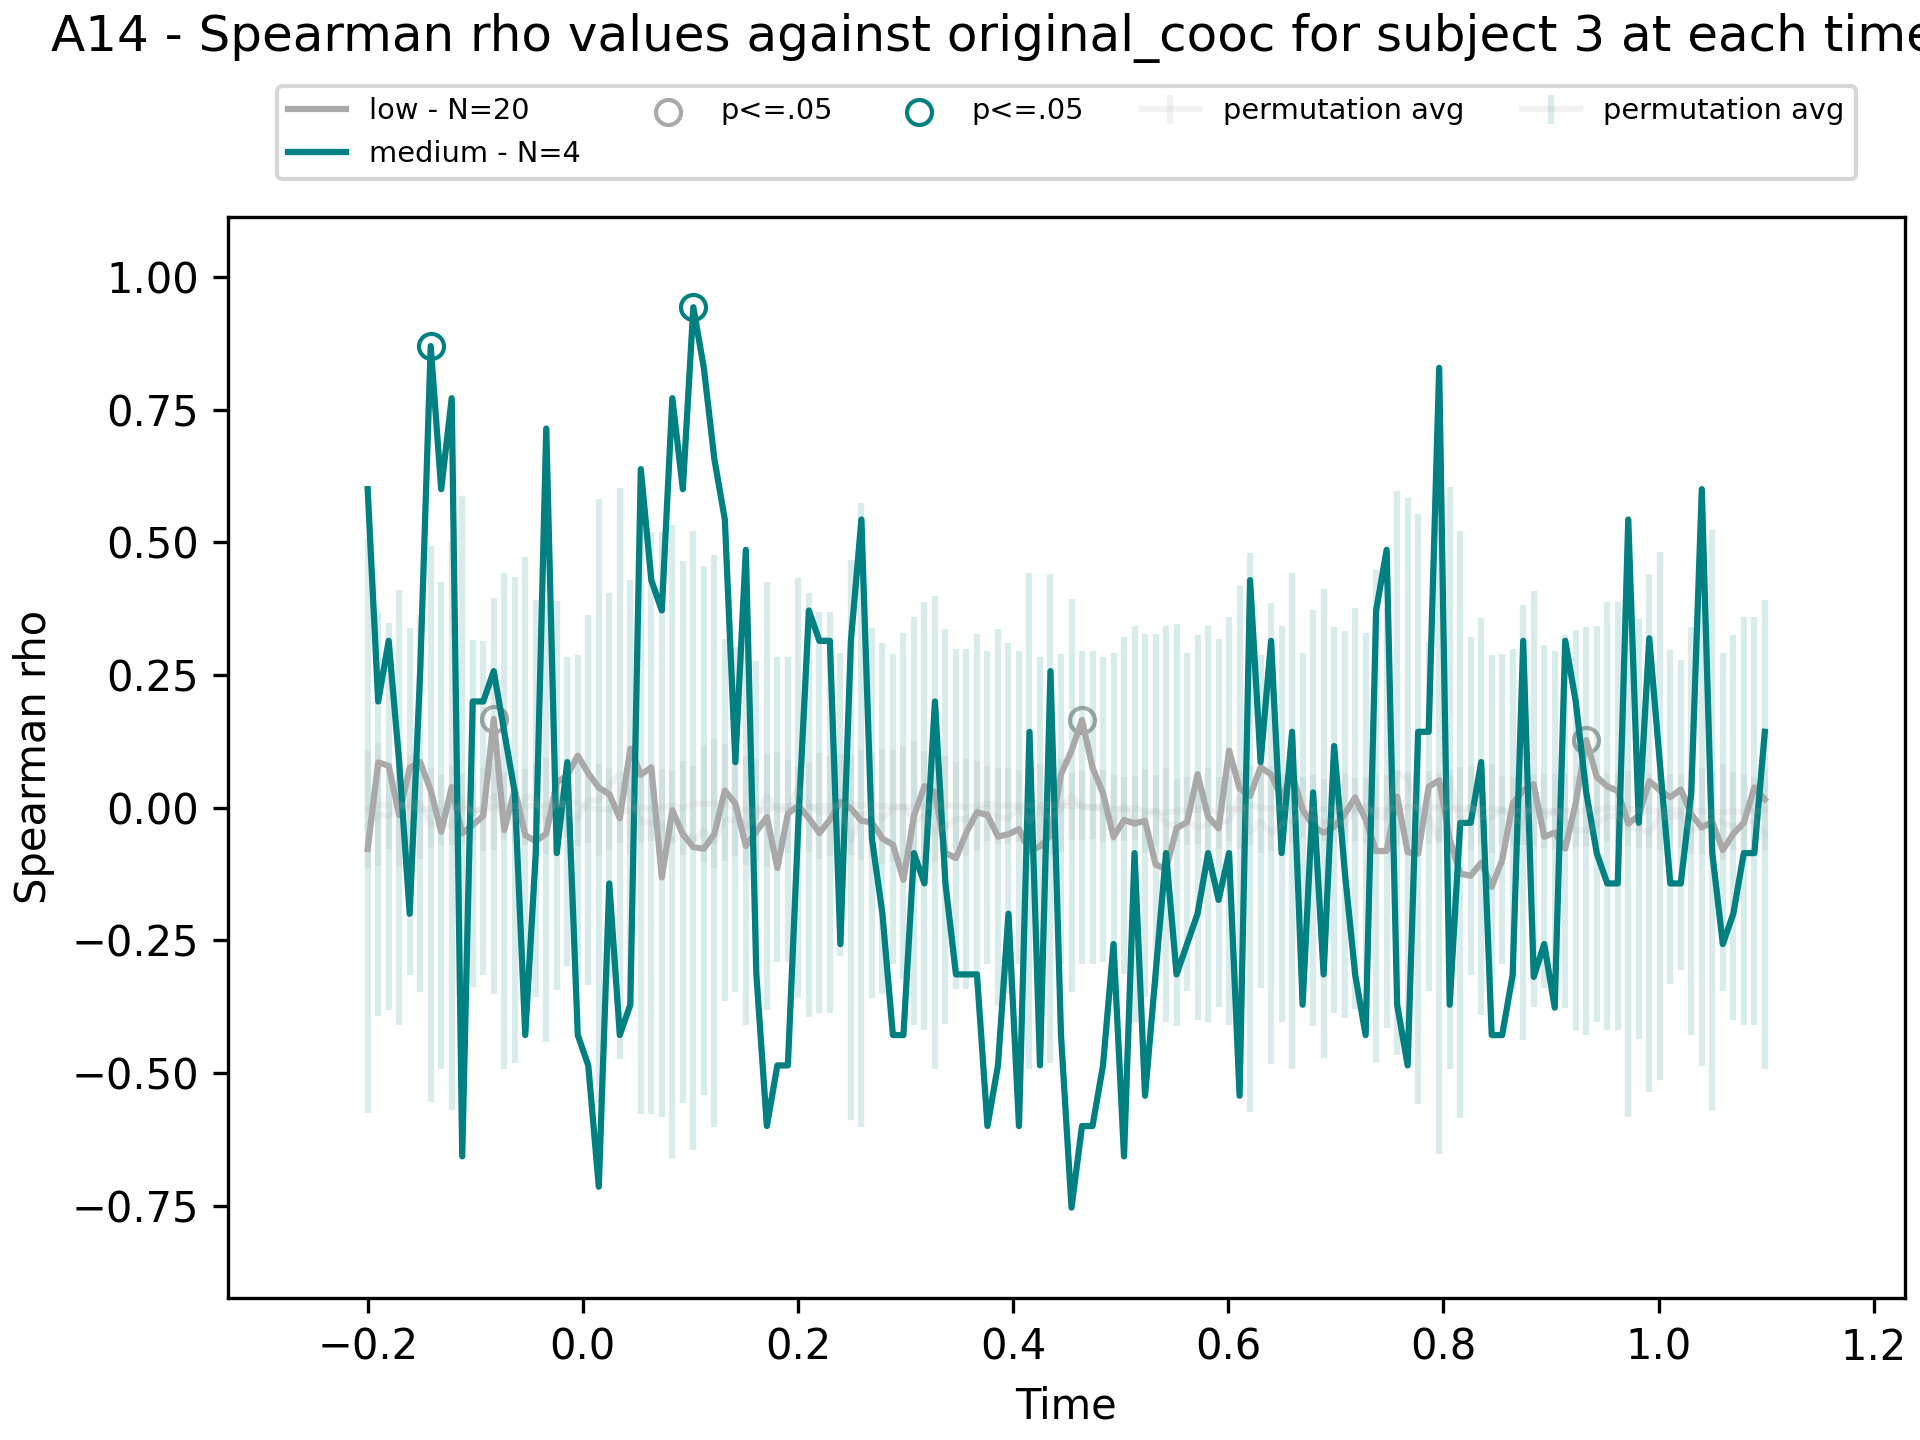 A14 - Spearman rho values against original_cooc for subject 3 at each time
low - N=20
medium - N=4
p<=.05
p<=.05
permutation avg
permutation avg
1.00
0.75
0.50
0.25
0.00
−0.25
−0.50
−0.75
Spearman rho
−0.2 0.0 0.2 0.4 0.6 0.8 1.0 1.2
Time